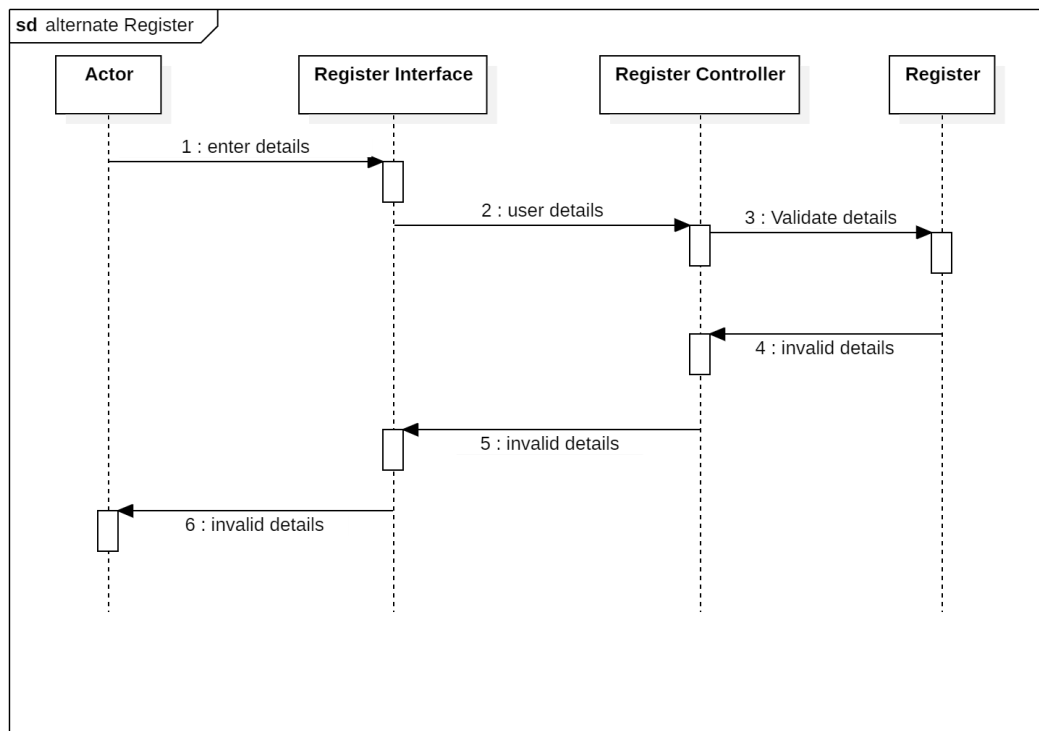 sd alternate Register
Actor
Register Interface
Register Controller
Register
1 : enter details
2 : user details
3 : Validate details
4 : invalid details
5 : invalid details
6 : invalid details